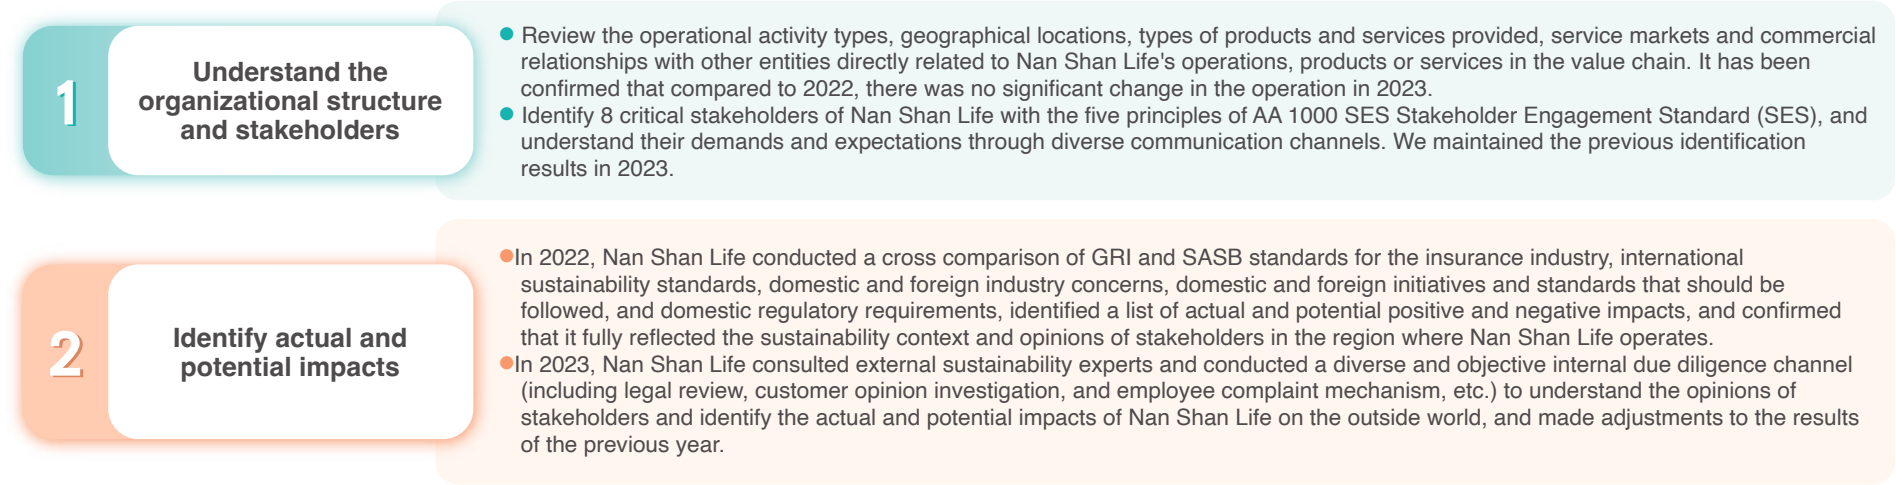 1
Understand the
organizational structure
and stakeholders
● Review the operational activity types, geographical locations, types of products and services provided, service markets and commercial
relationships with other entities directly related to Nan Shan Life's operations, products or services in the value chain. It has been
confirmed that compared to 2022, there was no significant change in the operation in 2023.
● Identify 8 critical stakeholders of Nan Shan Life with the five principles of AA 1000 SES Stakeholder Engagement Standard (SES), and
understand their demands and expectations through diverse communication channels. We maintained the previous identification
results in 2023.
2
Identify actual and
potential impacts
●In 2022, Nan Shan Life conducted a cross comparison of GRI and SASB standards for the insurance industry, international
sustainability standards, domestic and foreign industry concerns, domestic and foreign initiatives and standards that should be
followed, and domestic regulatory requirements, identified a list of actual and potential positive and negative impacts, and confirmed
that it fully reflected the sustainability context and opinions of stakeholders in the region where Nan Shan Life operates.
●In 2023, Nan Shan Life consulted external sustainability experts and conducted a diverse and objective internal due diligence channel
(including legal review, customer opinion investigation, and employee complaint mechanism, etc.) to understand the opinions of
stakeholders and identify the actual and potential impacts of Nan Shan Life on the outside world, and made adjustments to the results
of the previous year.